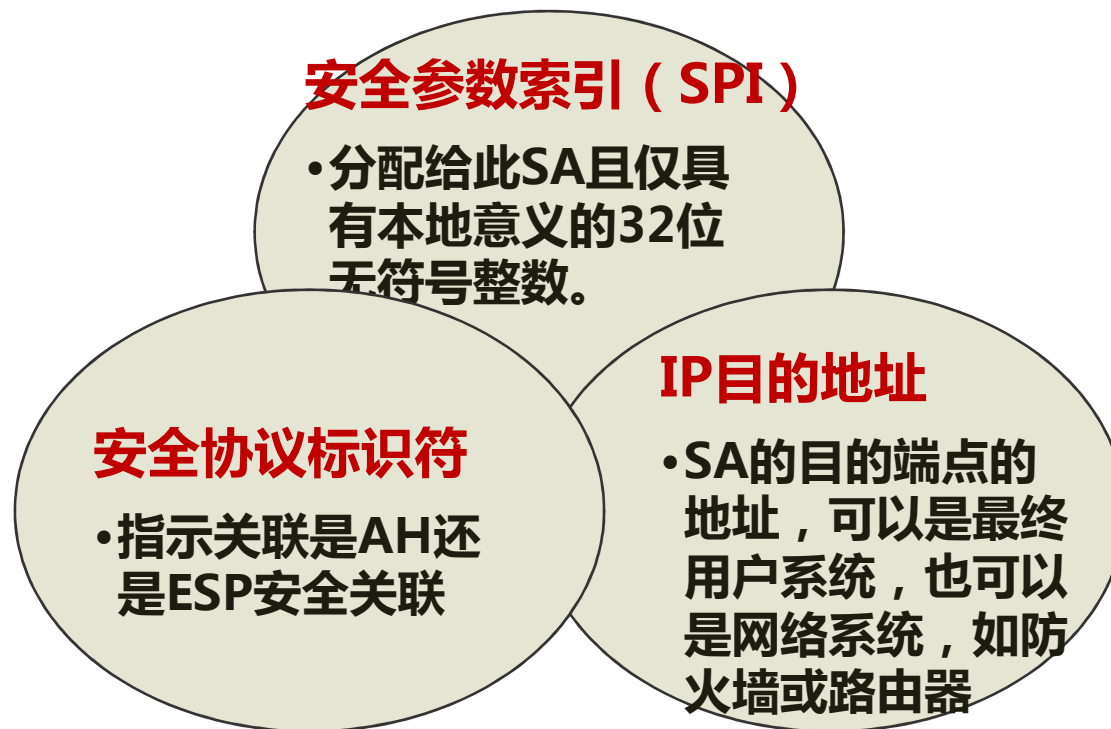 安全参数索引（SPI）
•分配给此SA且仅具
有本地意义的32位
无符号整数。
安全协议标识符
•指示关联是AH还
是ESP安全关联
IP目的地址
•SA的目的端点的
地址，可以是最终
用户系统，也可以
是网络系统，如防
火墙或路由器